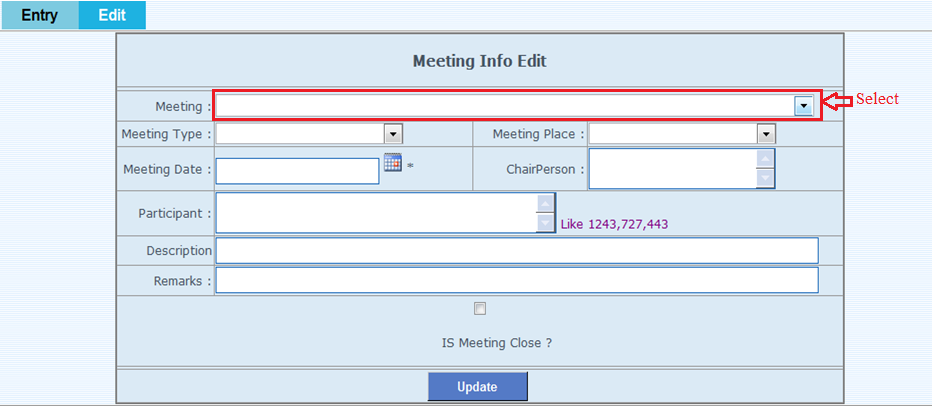 Entry Edit
Meeting Info Edit
Meeting : Select
Meeting Type : Meeting Place :
Meeting Date : * ChairPerson :
Participant : Like 1243,727,443
Description
Remarks :
IS Meeting Close ?
Update